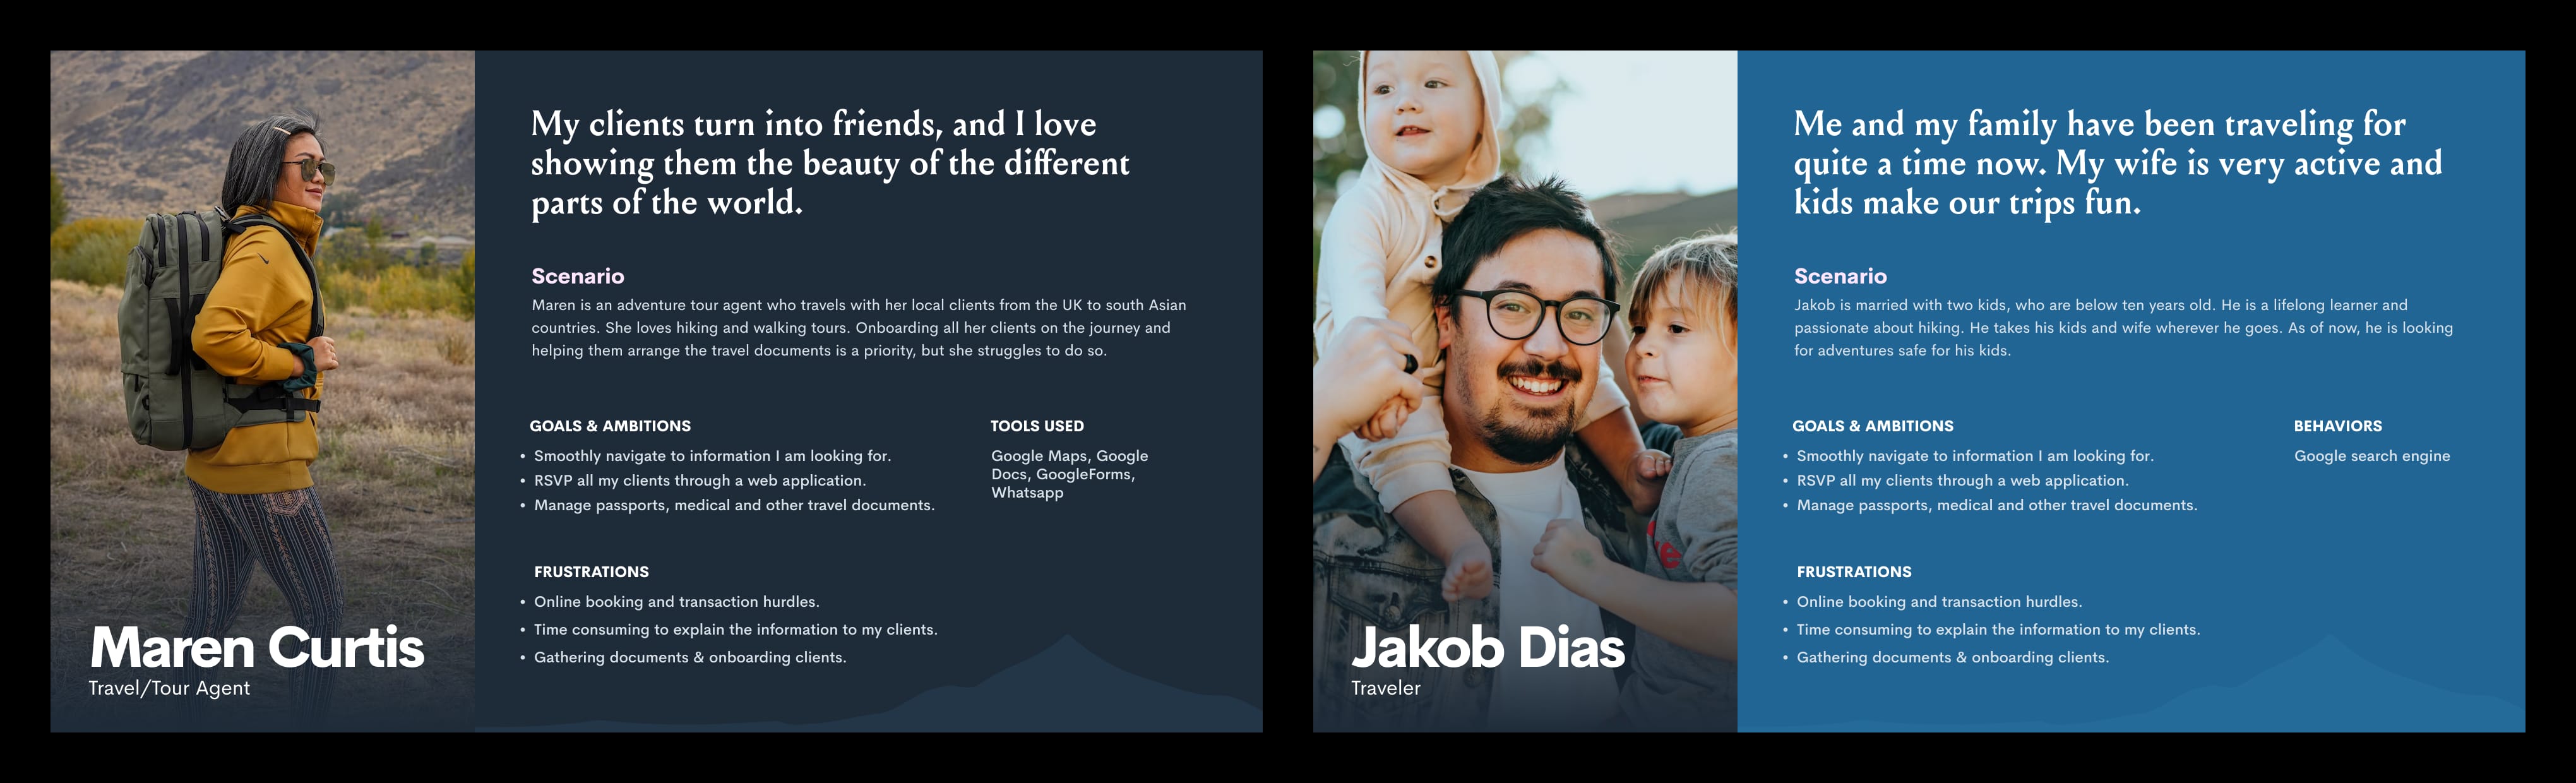 My clients turn into friends, and I love
showing them the beauty of the different
parts of the world.
Scenario
Maren is an adventure tour agent who travels with her local clients from the UK to south Asian
countries. She loves hiking and walking tours. Onboarding all her clients on the journey and
helping them arrange the travel documents is a priority, but she struggles to do so.
GOALS & AMBITIONS
• Smoothly navigate to information I am looking for.
• RSVP all my clients through a web application.
• Manage passports, medical and other travel documents.
TOOLS USED
Google Maps, Google
Docs, GoogleForms,
Whatsapp
FRUSTRATIONS
• Online booking and transaction hurdles.
• Time consuming to explain the information to my clients.
• Gathering documents & onboarding clients.
Maren Curtis
Travel/Tour Agent
Me and my family have been traveling for
quite a time now. My wife is very active and
kids make our trips fun.
Scenario
Jakob is married with two kids, who are below ten years old. He is a lifelong learner and
passionate about hiking. He takes his kids and wife wherever he goes. As of now, he is looking
for adventures safe for his kids.
GOALS & AMBITIONS
• Smoothly navigate to information I am looking for.
• RSVP all my clients through a web application.
• Manage passports, medical and other travel documents.
BEHAVIORS
Google search engine
FRUSTRATIONS
• Online booking and transaction hurdles.
• Time consuming to explain the information to my clients.
• Gathering documents & onboarding clients.
Jakob Dias
Traveler